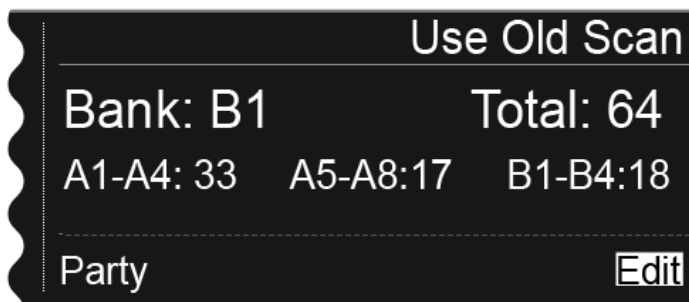 Use Old Scan
Bank: B1 Total: 64
A1-A4: 33 A5-A8:17 B1-B4:18
Party Edit